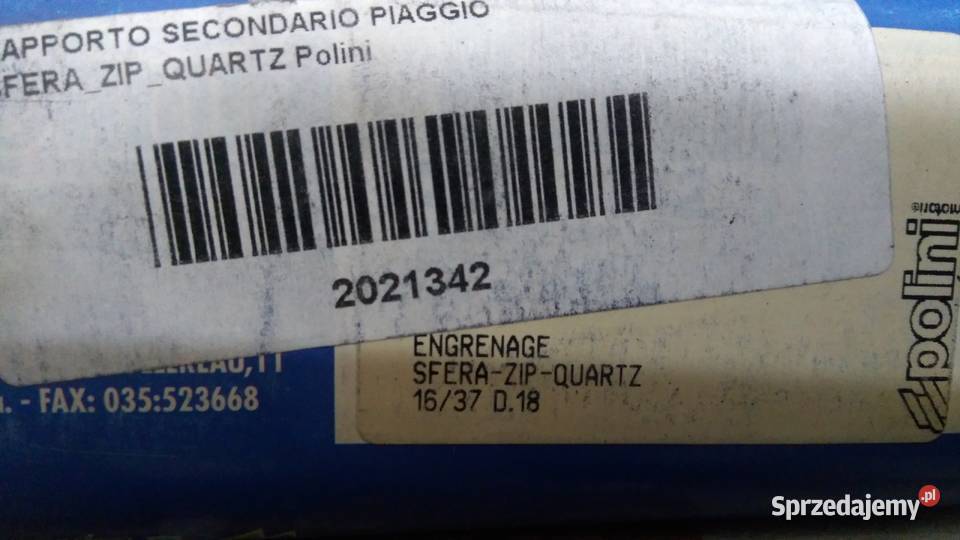 APPORTO SECONDARIO PIAGGIO
SFERA_ZIP_QUARTZ Polini
2021342
ENGRENAGE
SFERA-ZIP-QUARTZ
16/37 D.18
- FAX: 035:523668
polini
motori
Sprzedajemy.pl